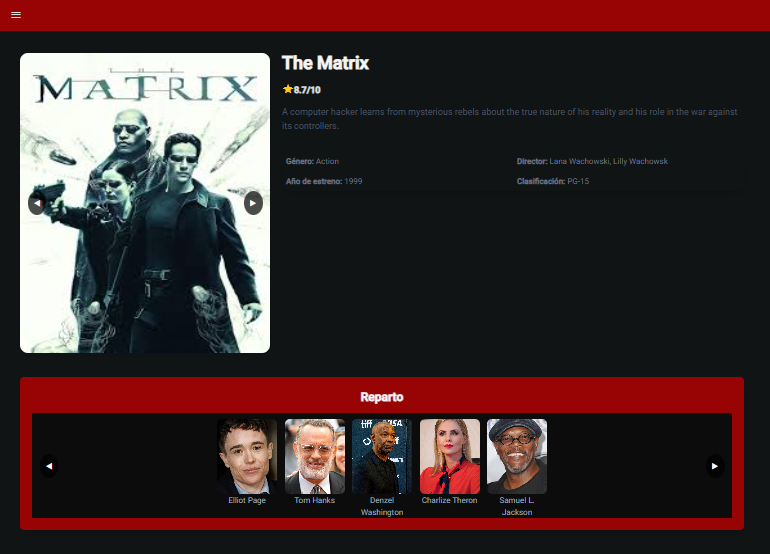 THE
MATRIX
The Matrix
⭐8.7/10
A computer hacker learns from mysterious rebels about the true nature of his reality and his role in the war against
its controllers.
Género: Action
Director: Lana Wachowski, Lilly Wachowsk
Año de estreno: 1999
Clasificación: PG-15
Reparto
tiff
VISA
Elliot Page
Tom Hanks
Denzel
Washington
Charlize Theron
Samuel L.
Jackson